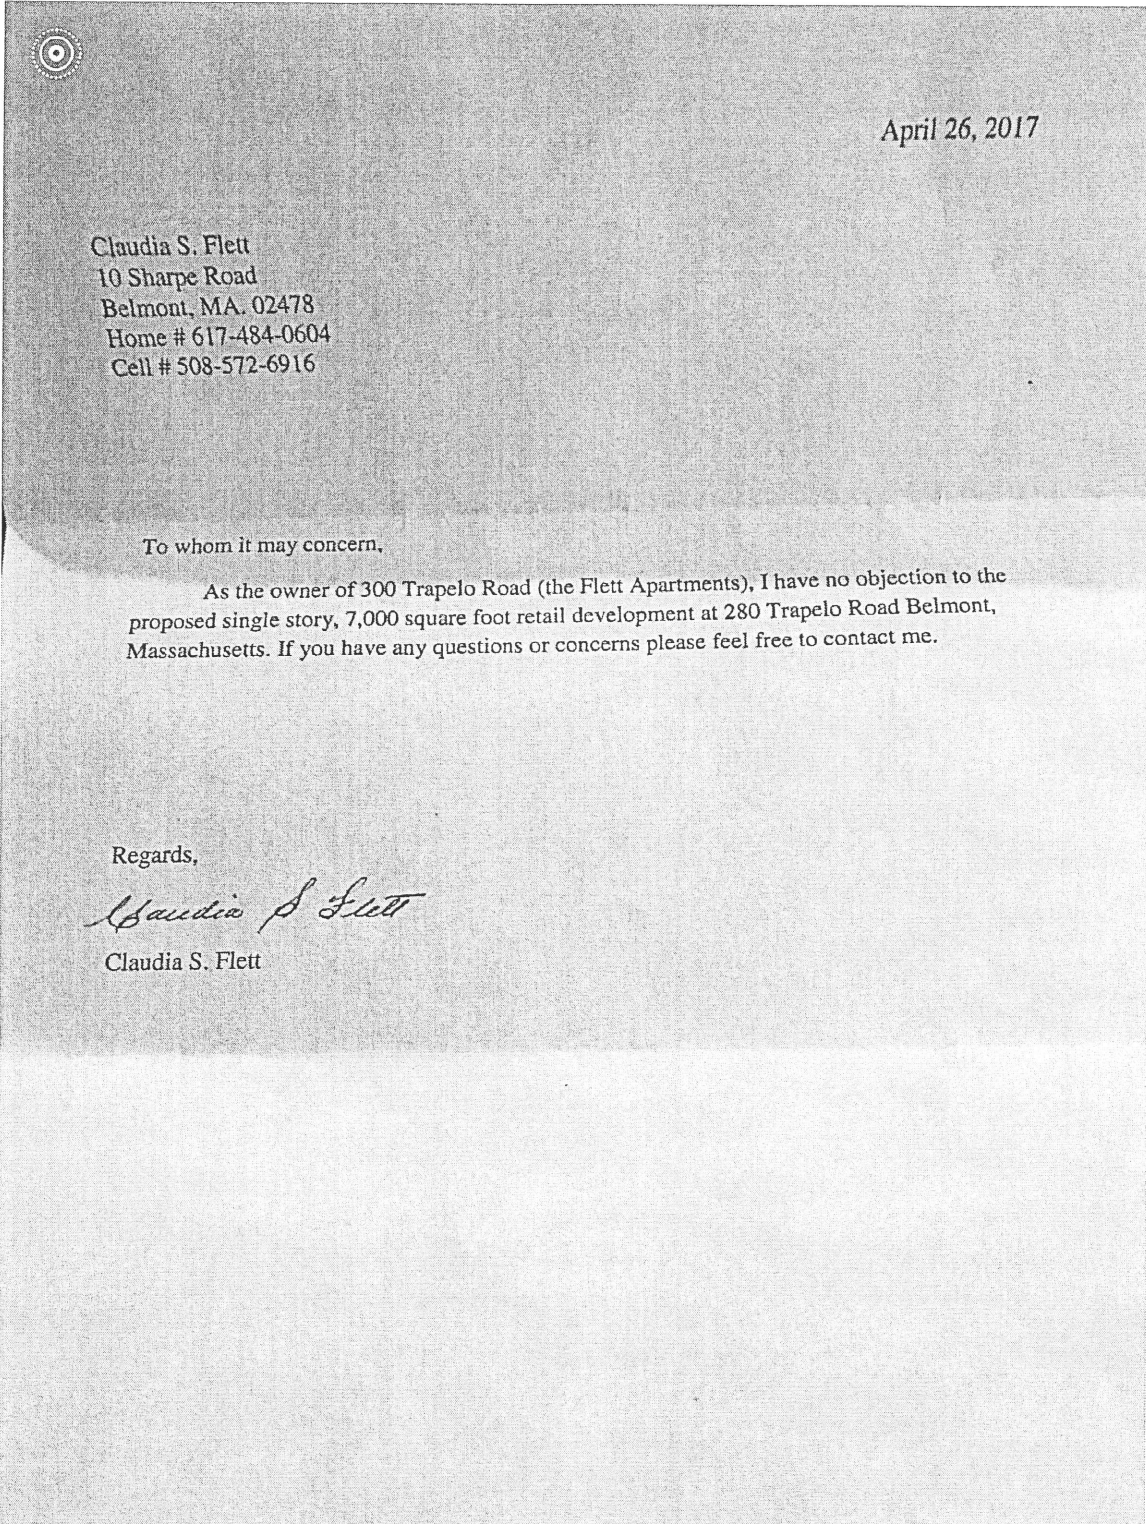 April 26, 2017
Claudia S. Flett
10 Sharpe Road
Belmont, MA. 02478
Home # 617-484-0604
Cell # 508-572-6916
To whom it may concern,
As the owner of 300 Trapelo Road (the Flett Apartments), I have no objection to the
proposed single story, 7,000 square foot retail development at 280 Trapelo Road Belmont,
Massachusetts. If you have any questions or concerns please feel free to contact me.
Regards,
Claudia S Flett
Claudia S. Flett